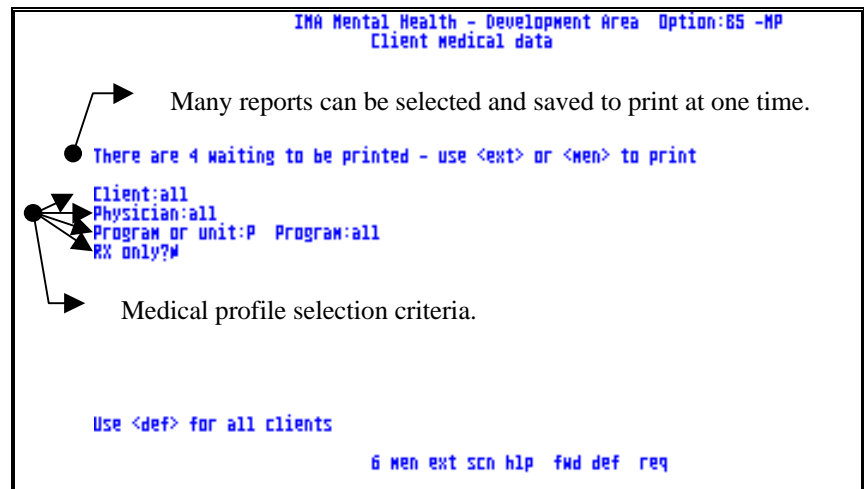 IMA Mental Health - Development Area Option:65 -MP
Client medical data
Many reports can be selected and saved to print at one time.
There are 4 waiting to be printed - use <ext> or <men> to print
Client:all
Physician:all
Program or unit:P Program:all
RX only?N
Medical profile selection criteria.
Use <def> for all clients
6 men ext scn hlp fwd def req